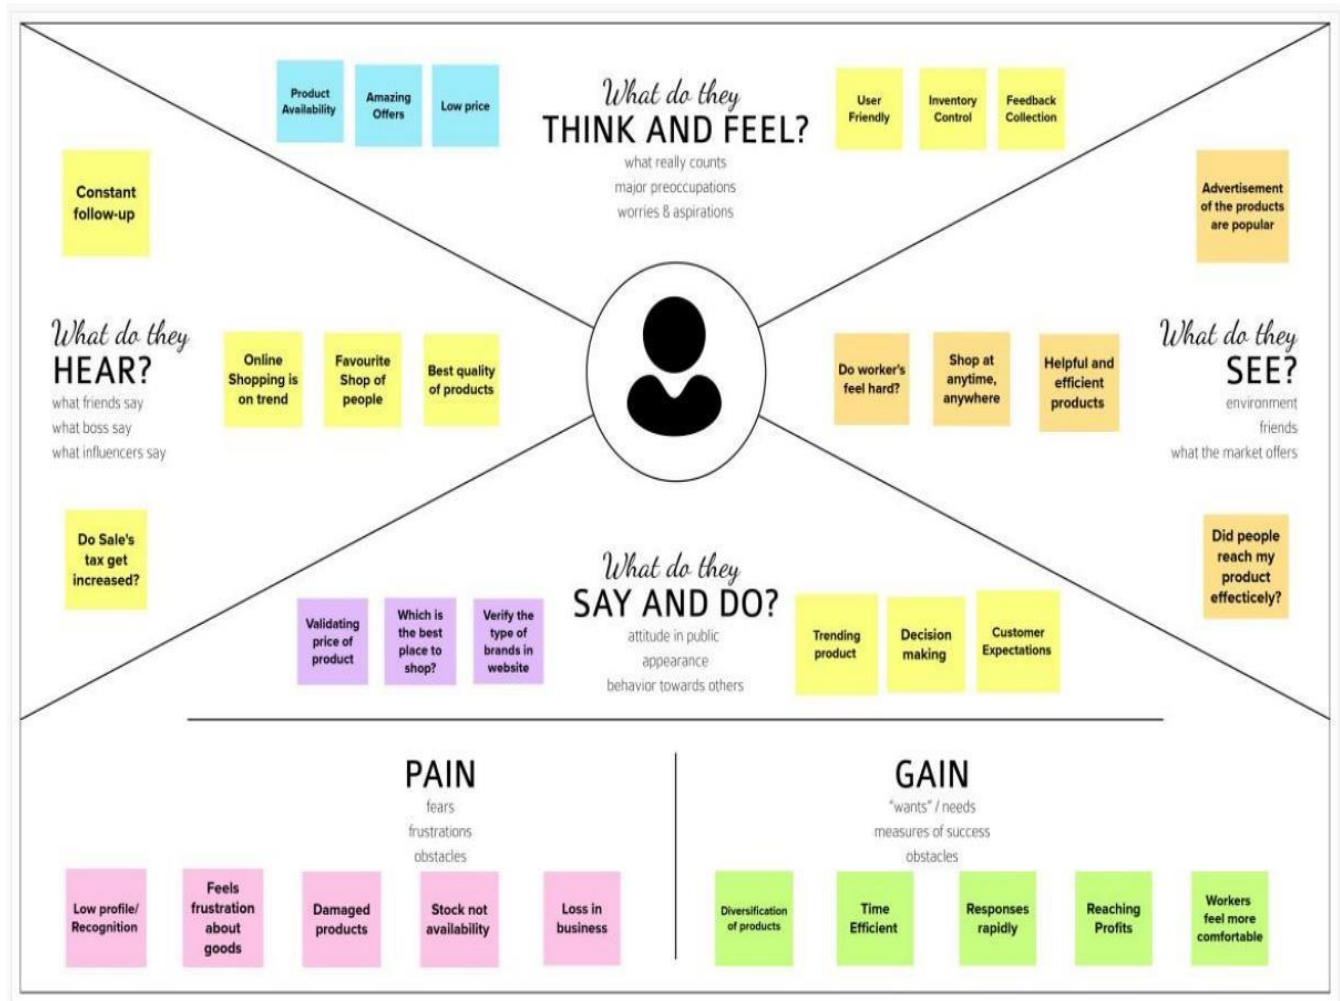 Product
Availability
Amazing
Offers
Low price
What do they
THINK AND FEEL?
what really counts
major preoccupations
worries & aspirations
User
Friendly
Inventory
Control
Feedback
Collection
Constant
follow-up
What do they
HEAR?
what friends say
what boss say
what influencers say
Online
Shopping is
on trend
Favourite
Shop of
people
Best quality
of products
Do Sale's
tax get
increased?
Advertisement
of the products
are popular
Do worker's
feel hard?
Shop at
anytime,
anywhere
Helpful and
efficient
products
What do they
SEE?
environment
friends
what the market offers
Did people
reach my
product
effecticely?
Validating
price of
product
Which is
the best
place to
shop?
Verify the
type of
brands in
website
What do they
SAY AND DO?
attitude in public
appearance
behavior towards others
Trending
product
Decision
making
Customer
Expectations
PAIN
fears
frustrations
obstacles
Low profile/
Recognition
Feels
frustration
about
goods
Damaged
products
Stock not
availability
Loss in
business
GAIN
"wants" / needs
measures of success
obstacles
Diversification
of products
Time
Efficient
Responses
rapidly
Reaching
Profits
Workers
feel more
comfortable